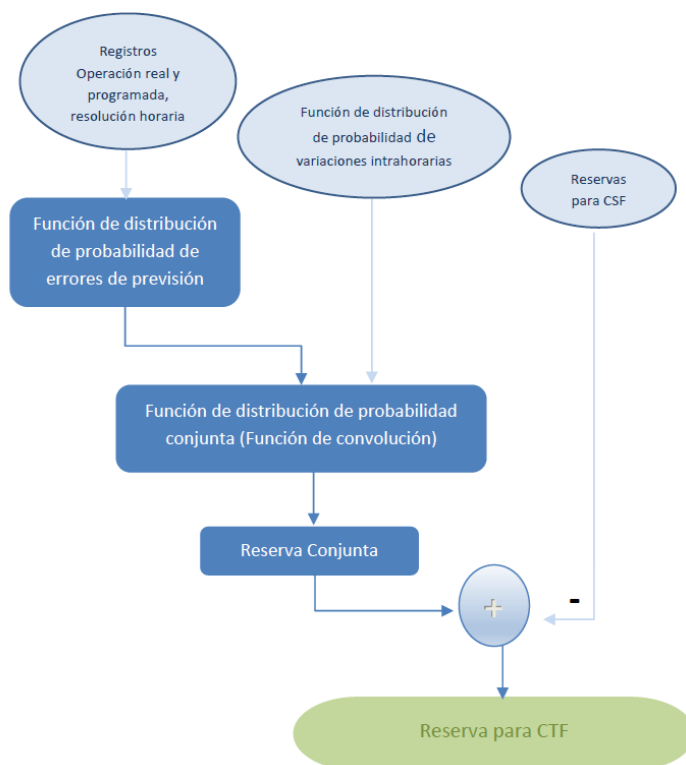 Registros
Operación real y
programada,
resolución horaria
Función de distribución
de probabilidad de
variaciones intrahorarias
Reservas
para CSF
Función de distribución
de probabilidad de
errores de previsión
Función de distribución de probabilidad
conjunta (Función de convolución)
Reserva Conjunta
+
-
Reserva para CTF